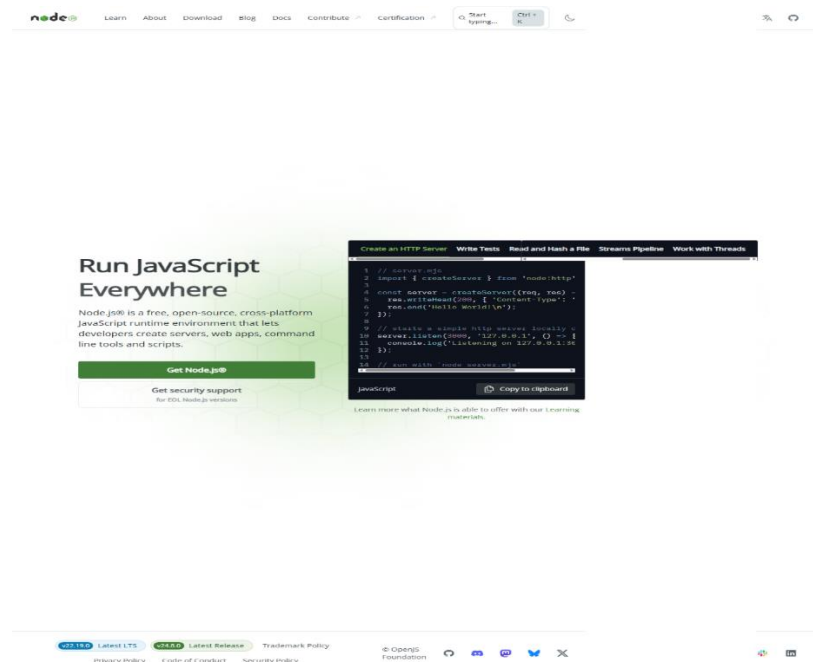 node
Learn About Download Blog Docs Contribute Certification
Start typing...
Ctrl + K
Run JavaScript
Everywhere
Node.js® is a free, open-source, cross-platform
JavaScript runtime environment that lets
developers create servers, web apps, command
line tools and scripts.
Get Node.js®
Get security support
for EOL Node.js versions
Create an HTTP Server Write Tests Read and Hash a File Streams Pipeline Work with Threads
1 // server.mjs
2 import { createServer } from 'node:http'
3
4 const server = createServer((req, res) =
5 res.writeHead(200, { 'Content-Type': '
6 res.end('Hello World!\n');
7 });
8
9 // starts a simple http server locally o
10 server.listen(3000, '127.0.0.1', () => {
11 console.log('Listening on 127.0.0.1:30
12 });
13
14 // run with `node server.mjs`
JavaScript
Copy to clipboard
Learn more what Node.js is able to offer with our Learning
materials.
v22.19.0 Latest LTS v24.8.0 Latest Release Trademark Policy
Privacy Policy Code of Conduct Security Policy
© OpenJS
Foundation